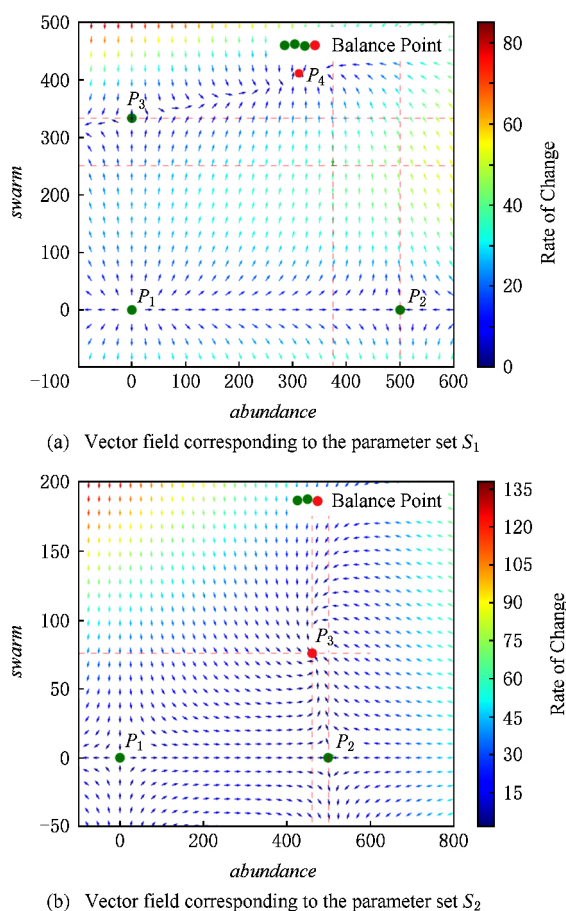 500
400
300
200
100
0
−100
swarm
Balance Point
P4
P3
P1
P2
0
100
200
300
400
500
600
abundance
80
60
40
20
0
Rate of Change
(a) Vector field corresponding to the parameter set S1
200
150
100
50
0
−50
swarm
Balance Point
P3
P1
P2
0
200
400
600
800
abundance
135
120
105
90
75
60
45
30
15
Rate of Change
(b) Vector field corresponding to the parameter set S2